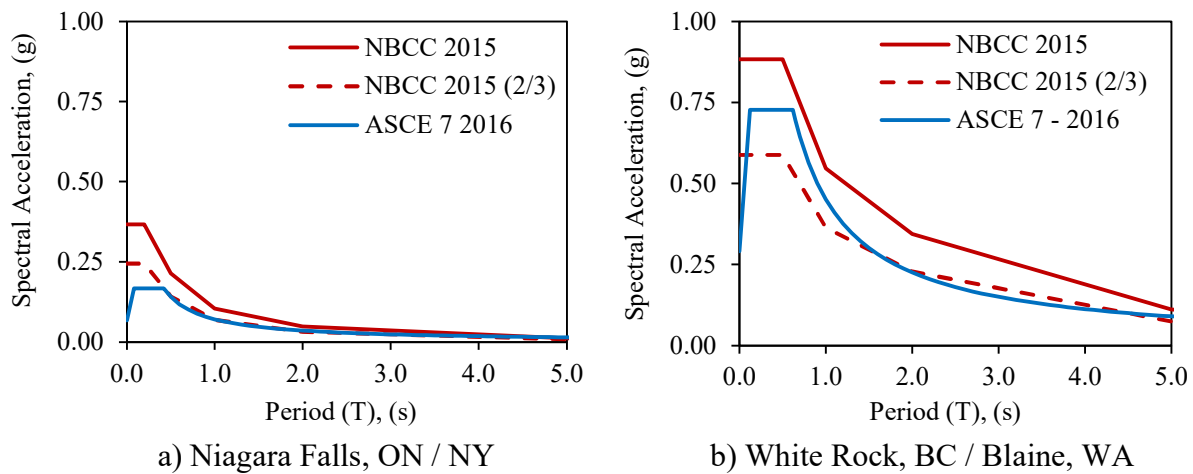 1.00
0.75
0.50
0.25
0.00
Spectral Acceleration, (g)
NBCC 2015
NBCC 2015 (2/3)
ASCE 7 2016
0.0 1.0 2.0 3.0 4.0 5.0
Period (T), (s)
a) Niagara Falls, ON / NY
1.00
0.75
0.50
0.25
0.00
Spectral Acceleration, (g)
NBCC 2015
NBCC 2015 (2/3)
ASCE 7 - 2016
0.0 1.0 2.0 3.0 4.0 5.0
Period (T), (s)
b) White Rock, BC / Blaine, WA